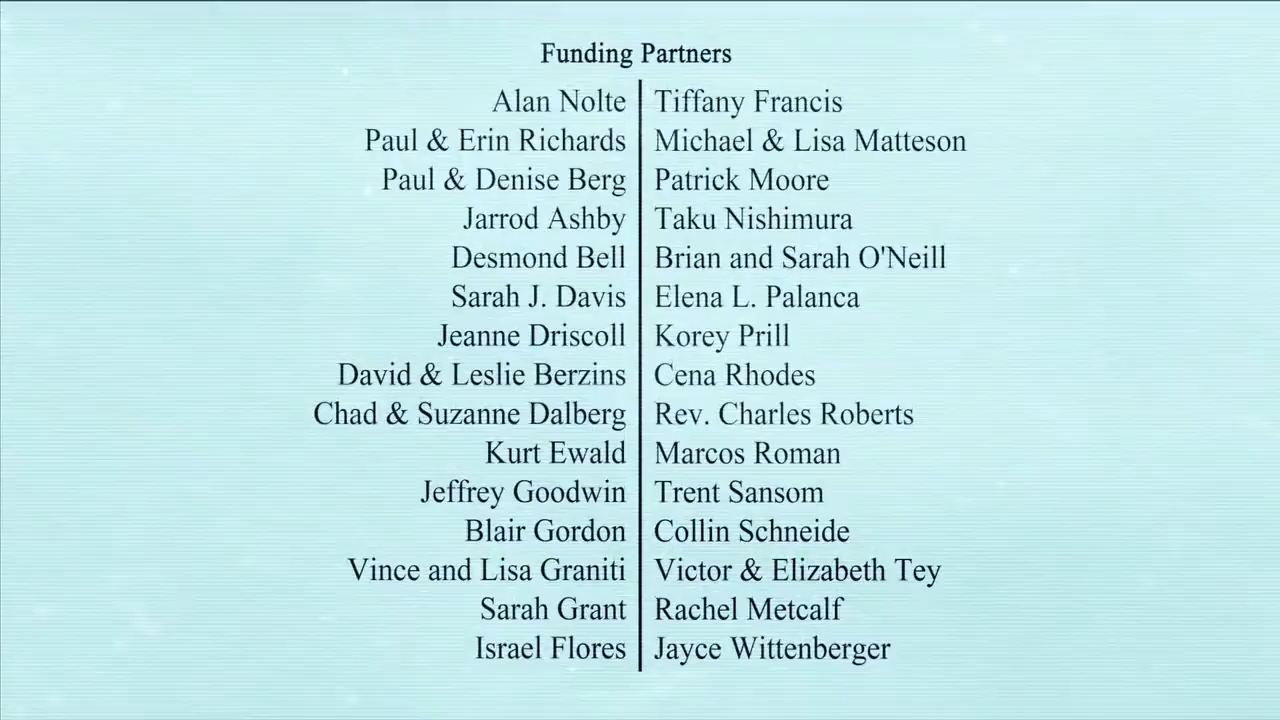 Funding Partners
Alan Nolte
Paul & Erin Richards
Paul & Denise Berg
Jarrod Ashby
Desmond Bell
Sarah J. Davis
Jeanne Driscoll
David & Leslie Berzins
Chad & Suzanne Dalberg
Kurt Ewald
Jeffrey Goodwin
Blair Gordon
Vince and Lisa Graniti
Sarah Grant
Israel Flores
Tiffany Francis
Michael & Lisa Matteson
Patrick Moore
Taku Nishimura
Brian and Sarah O'Neill
Elena L. Palanca
Korey Prill
Cena Rhodes
Rev. Charles Roberts
Marcos Roman
Trent Sansom
Collin Schneide
Victor & Elizabeth Tey
Rachel Metcalf
Jayce Wittenberger